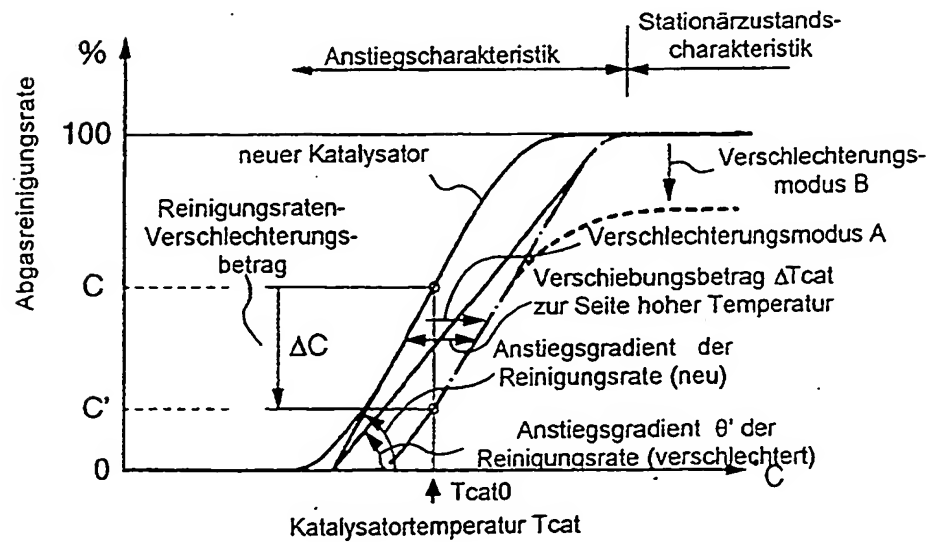 Stationärzustands-
charakteristik
Anstiegscharakteristik
%
Abgasreinigungsrate
100
neuer Katalysator
Verschlechterungs-
modus B
Reinigungsraten-
Verschlechterungs-
betrag
Verschlechterungsmodus A
C
Verschiebungsbetrag ΔTcat
zur Seite hoher Temperatur
ΔC
Anstiegsgradient der
Reinigungsrate (neu)
C'
Anstiegsgradient θ' der
Reinigungsrate (verschlechtert)
0
°C
Tcat0
Katalysatortemperatur Tcat